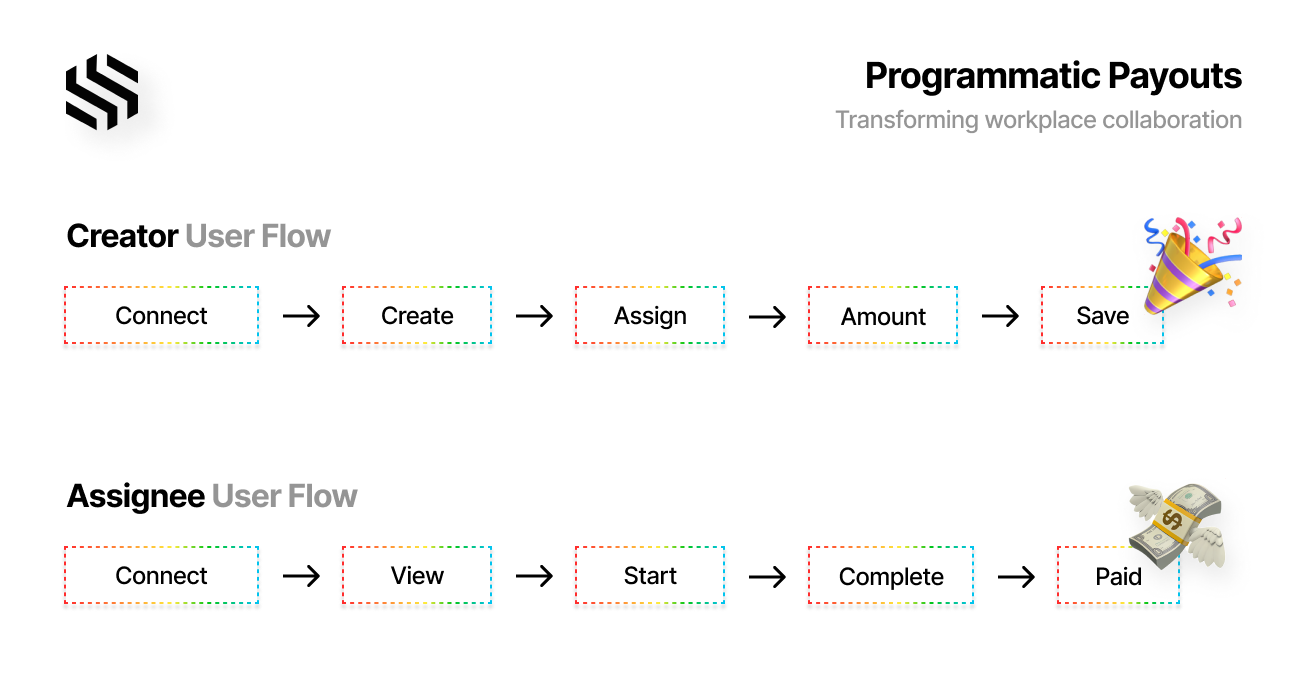 Programmatic Payouts
Transforming workplace collaboration
Creator User Flow
Connect → Create → Assign → Amount → Save
Assignee User Flow
Connect → View → Start → Complete → Paid